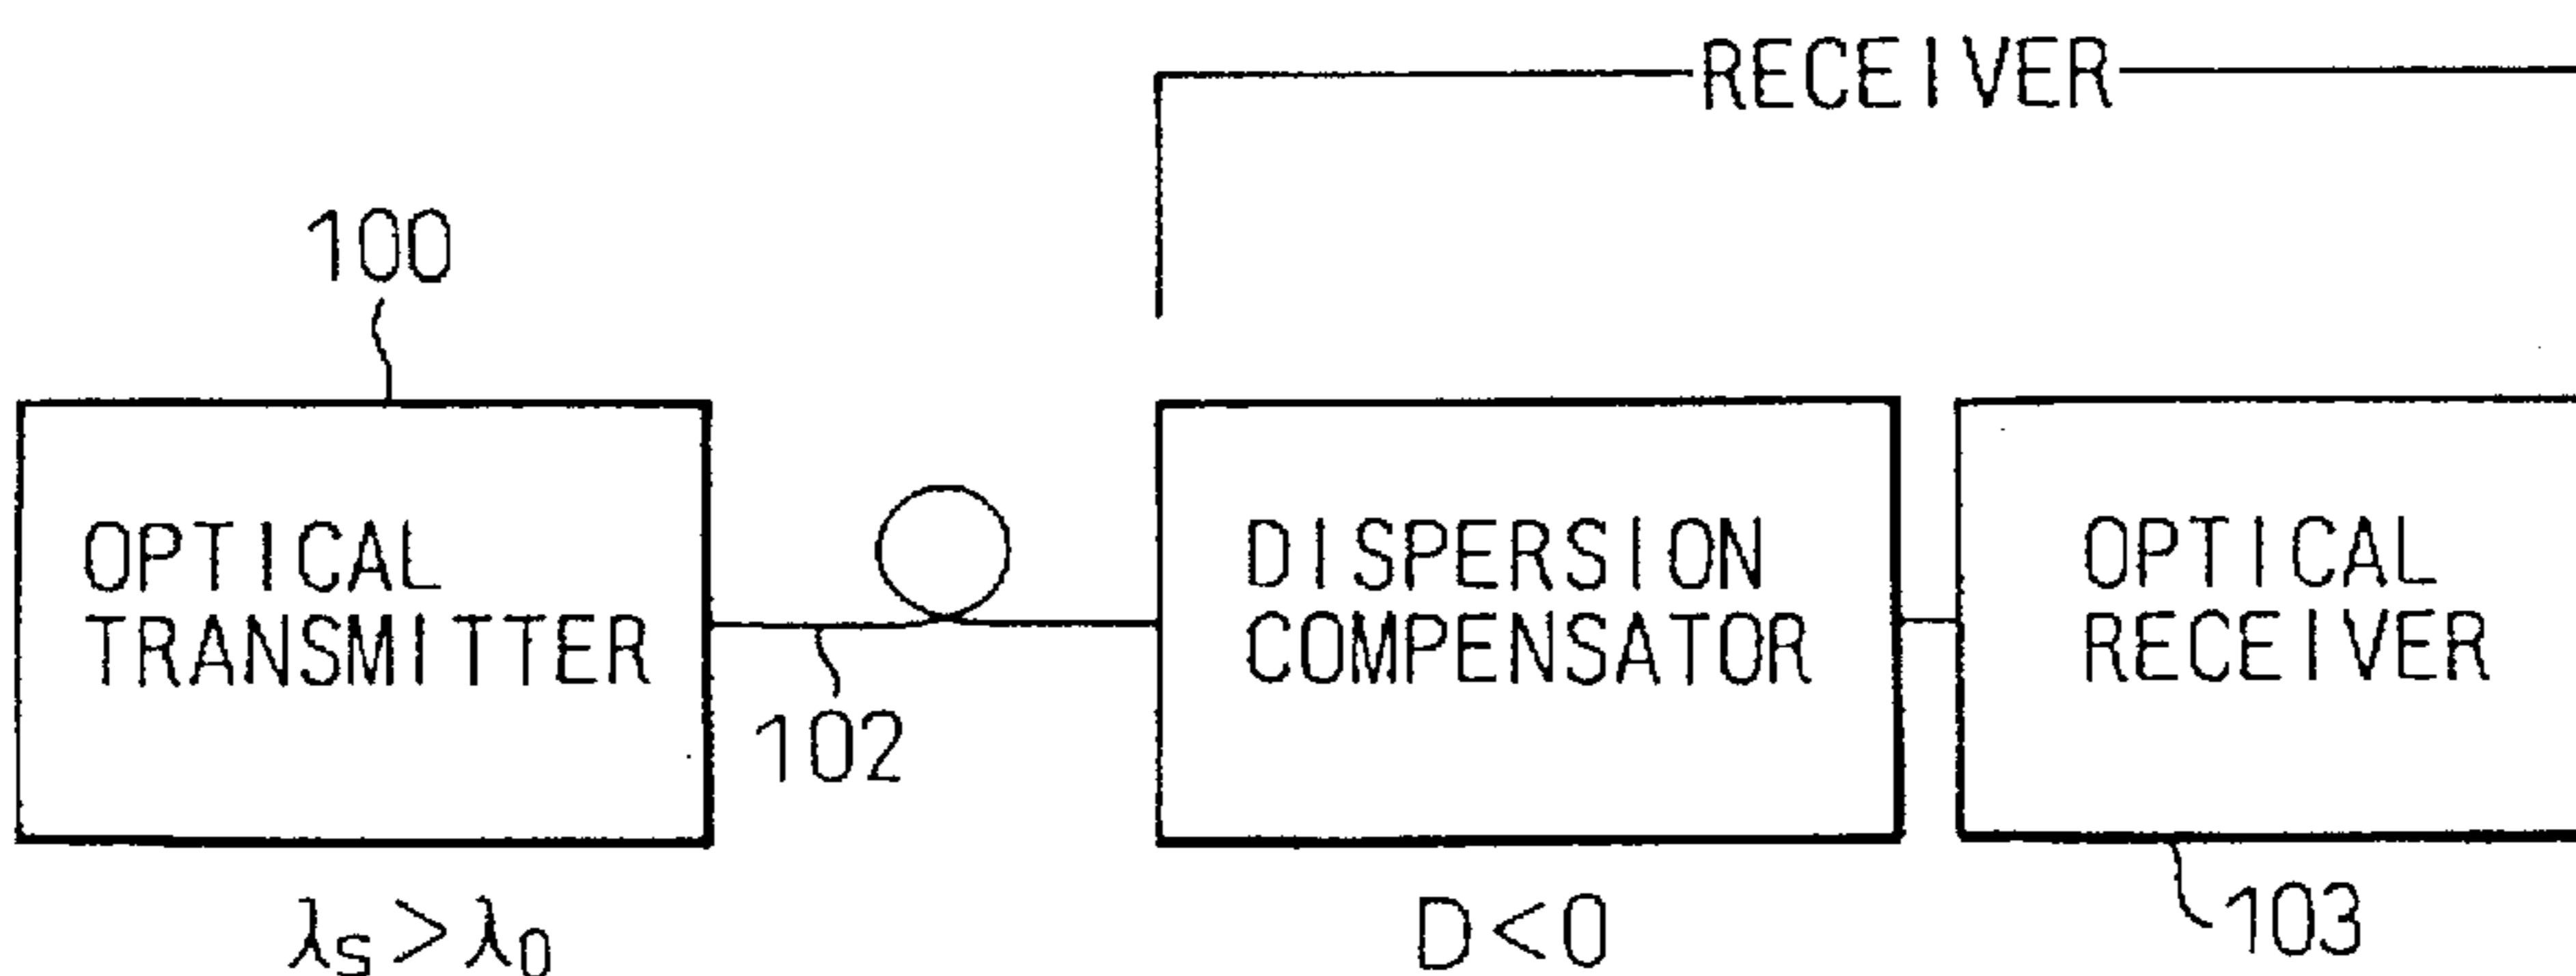 RECEIVER
100
OPTICAL
TRANSMITTER
102
DISPERSION
COMPENSATOR
OPTICAL
RECEIVER
103
λS>λ0
D<0